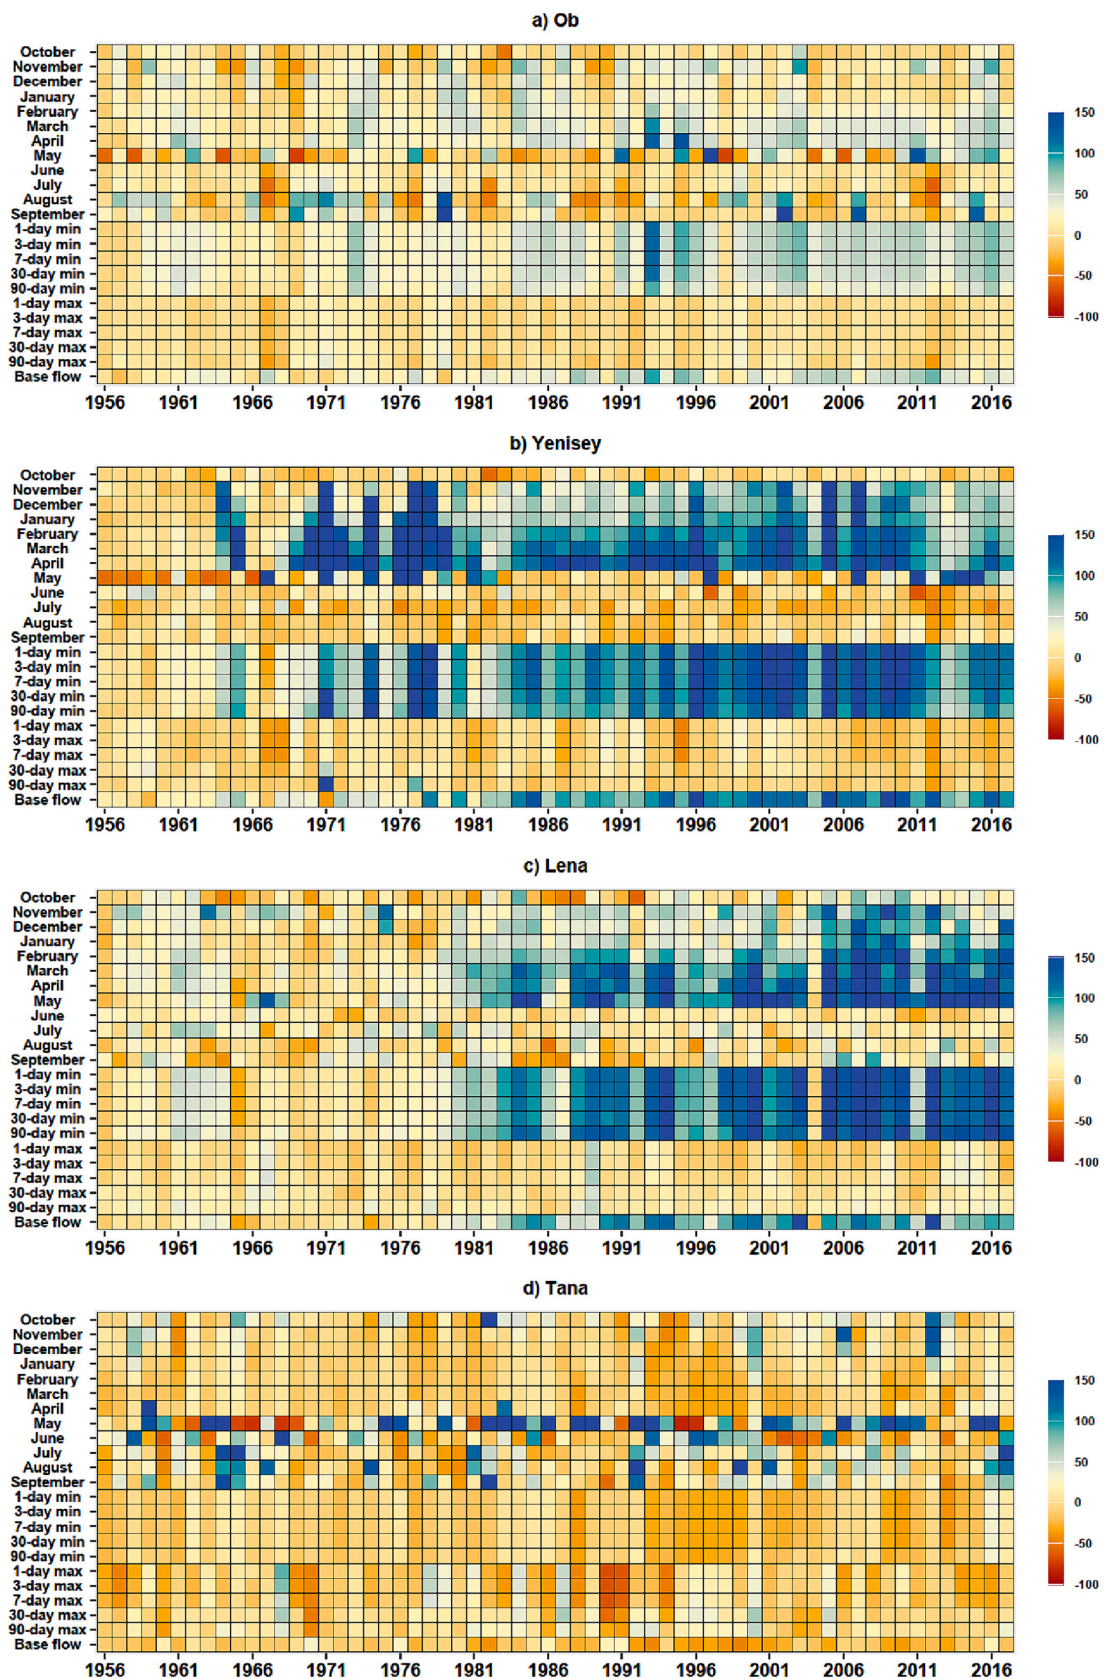 a) Ob
October
November
December
January
February
March
April
May
June
July
August
September
1-day min
3-day min
7-day min
30-day min
90-day min
1-day max
3-day max
7-day max
30-day max
90-day max
Base flow
1956 1961 1966 1971 1976 1981 1986 1991 1996 2001 2006 2011 2016
150
100
50
0
-50
-100
b) Yenisey
October
November
December
January
February
March
April
May
June
July
August
September
1-day min
3-day min
7-day min
30-day min
90-day min
1-day max
3-day max
7-day max
30-day max
90-day max
Base flow
1956 1961 1966 1971 1976 1981 1986 1991 1996 2001 2006 2011 2016
150
100
50
0
-50
-100
c) Lena
October
November
December
January
February
March
April
May
June
July
August
September
1-day min
3-day min
7-day min
30-day min
90-day min
1-day max
3-day max
7-day max
30-day max
90-day max
Base flow
1956 1961 1966 1971 1976 1981 1986 1991 1996 2001 2006 2011 2016
150
100
50
0
-50
-100
d) Tana
October
November
December
January
February
March
April
May
June
July
August
September
1-day min
3-day min
7-day min
30-day min
90-day min
1-day max
3-day max
7-day max
30-day max
90-day max
Base flow
1956 1961 1966 1971 1976 1981 1986 1991 1996 2001 2006 2011 2016
150
100
50
0
-50
-100